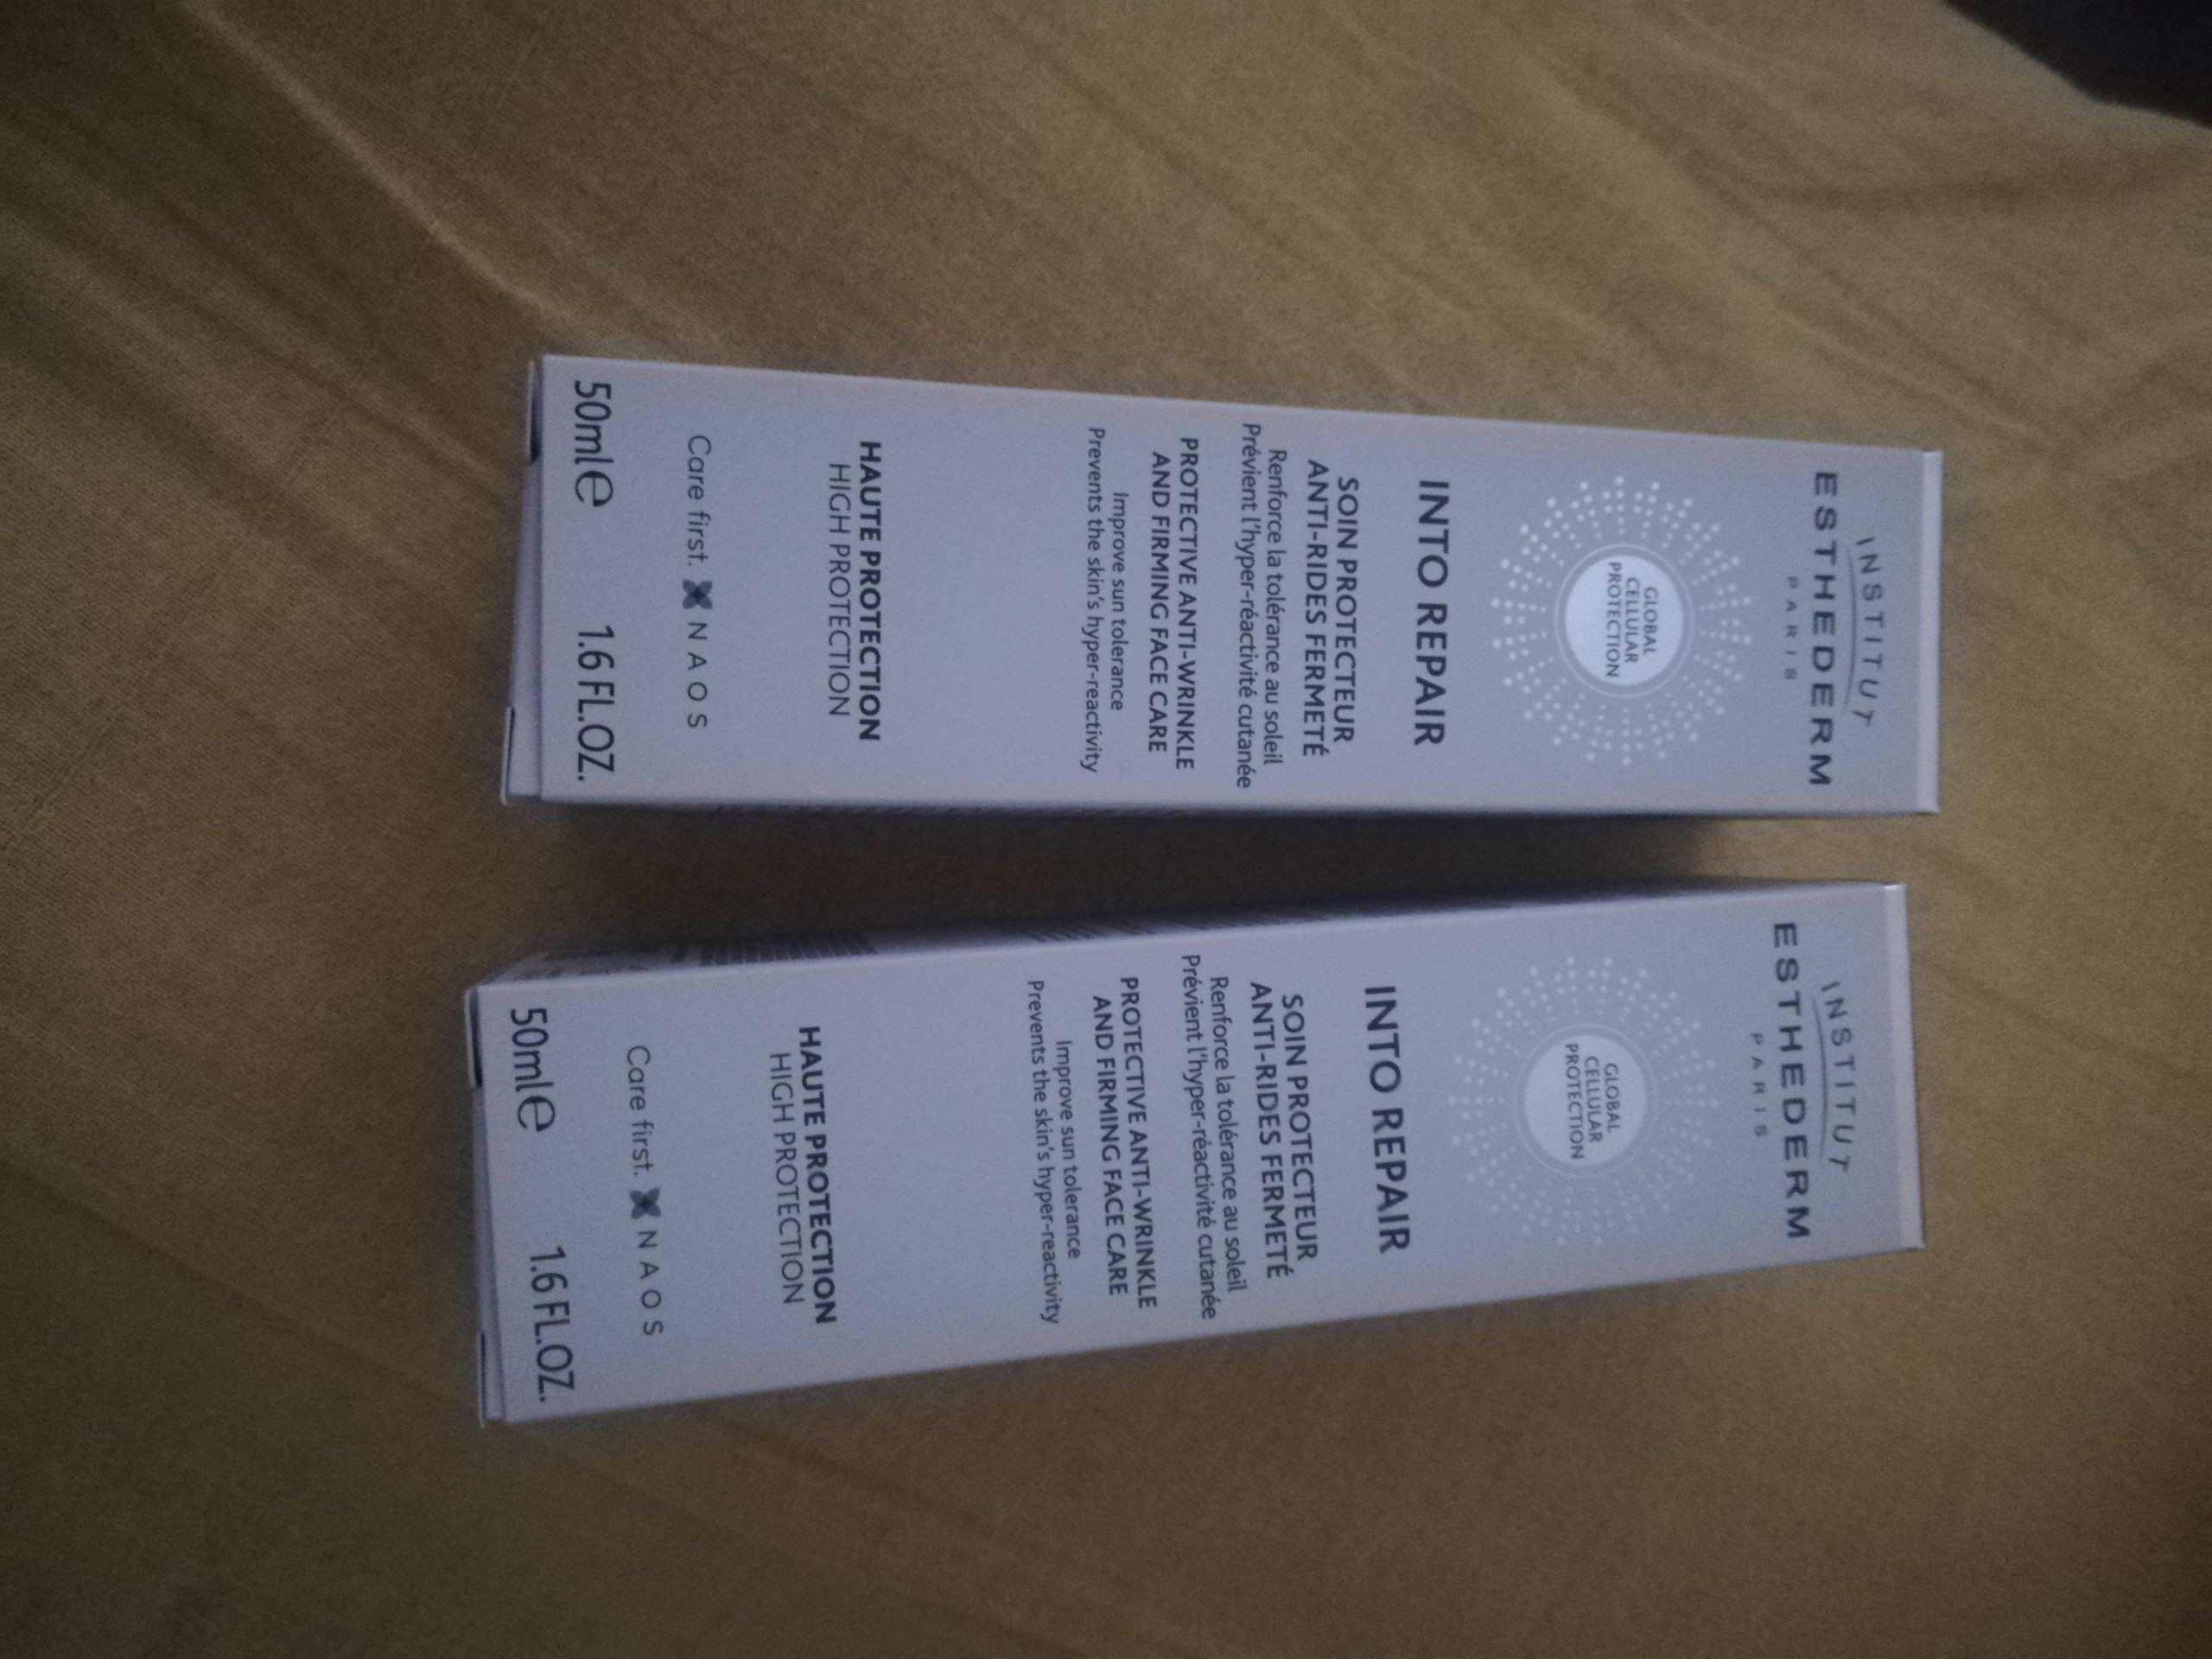 INSTITUT
ESTHEDERM
PARIS
GLOBAL
CELLULAR
PROTECTION
INTO REPAIR
SOIN PROTECTEUR
ANTI-RIDES FERMETÉ
Renforce la tolérance au soleil
Prévient l'hyper-réactivité cutanée
PROTECTIVE ANTI-WRINKLE
AND FIRMING FACE CARE
Improve sun tolerance
Prevents the skin's hyper-reactivity
HAUTE PROTECTION
HIGH PROTECTION
Care first. NAOS
50ml e 1.6 FL.OZ.
INSTITUT
ESTHEDERM
PARIS
GLOBAL
CELLULAR
PROTECTION
INTO REPAIR
SOIN PROTECTEUR
ANTI-RIDES FERMETÉ
Renforce la tolérance au soleil
Prévient l'hyper-réactivité cutanée
PROTECTIVE ANTI-WRINKLE
AND FIRMING FACE CARE
Improve sun tolerance
Prevents the skin's hyper-reactivity
HAUTE PROTECTION
HIGH PROTECTION
Care first. NAOS
50ml e 1.6 FL.OZ.